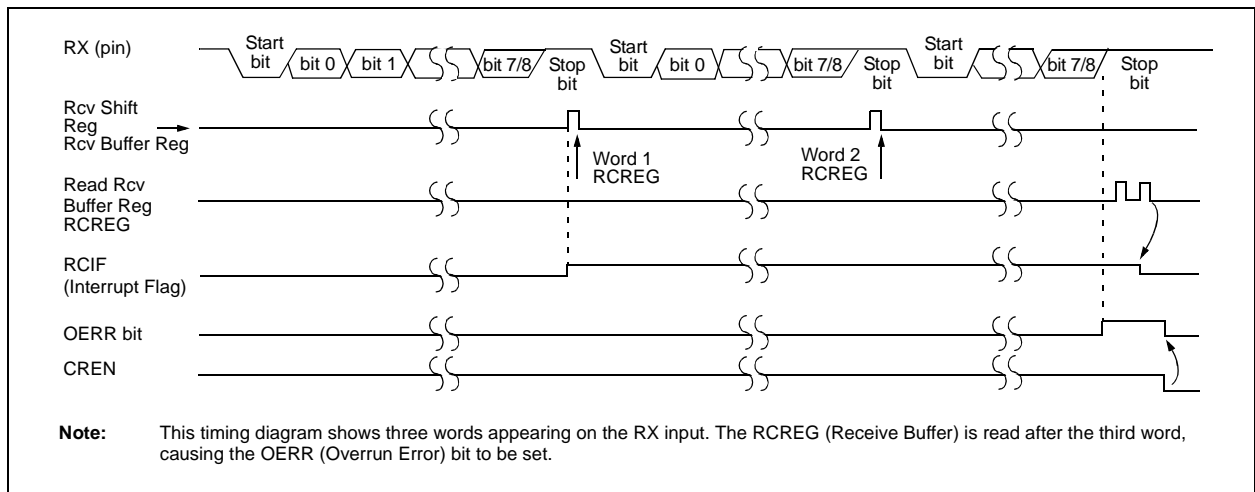 RX (pin)
Start
bit
bit 0
bit 1
bit 7/8
Stop
bit
Start
bit
bit 0
bit 7/8
Stop
bit
Start
bit
bit 7/8
Stop
bit
Rcv Shift
Reg
Rcv Buffer Reg
Word 1
RCREG
Word 2
RCREG
Read Rcv
Buffer Reg
RCREG
RCIF
(Interrupt Flag)
OERR bit
CREN
Note: This timing diagram shows three words appearing on the RX input. The RCREG (Receive Buffer) is read after the third word,
causing the OERR (Overrun Error) bit to be set.